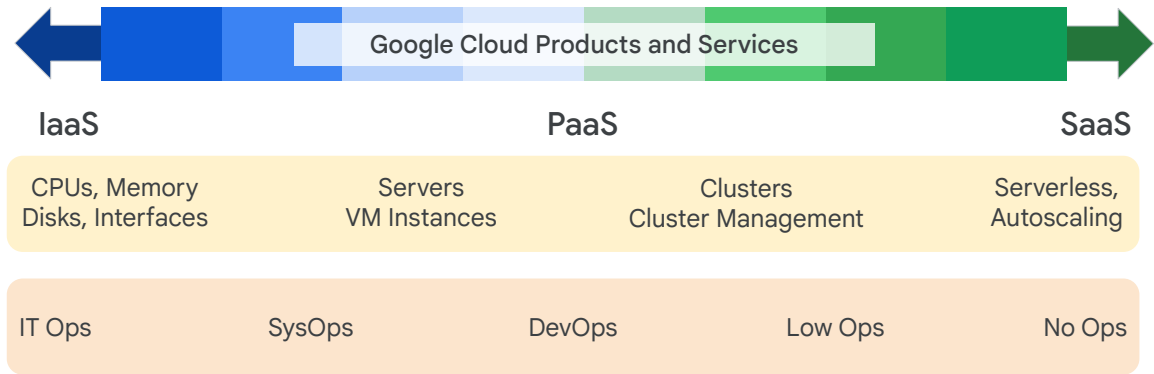 Google Cloud Products and Services
IaaS PaaS SaaS
CPUs, Memory Servers Clusters Serverless,
Disks, Interfaces VM Instances Cluster Management Autoscaling
IT Ops SysOps DevOps Low Ops No Ops